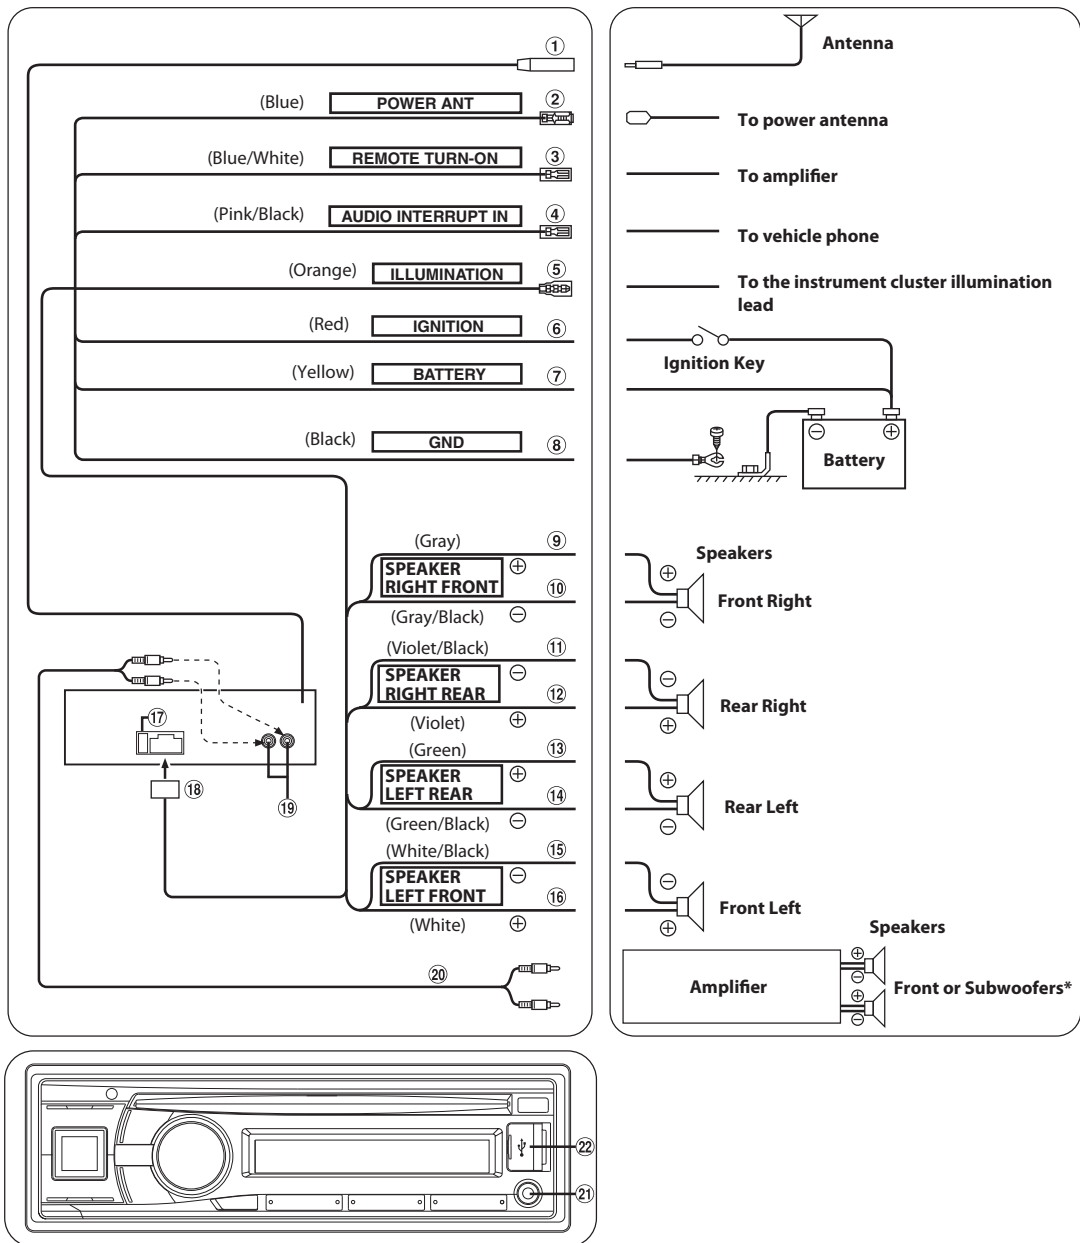 ①
Antenna
(Blue) POWER ANT ②
To power antenna
(Blue/White) REMOTE TURN-ON ③
To amplifier
(Pink/Black) AUDIO INTERRUPT IN ④
To vehicle phone
(Orange) ILLUMINATION ⑤
To the instrument cluster illumination
lead
(Red) IGNITION ⑥
Ignition Key
(Yellow) BATTERY ⑦
(Black) GND ⑧
⊖ ⊕
Battery
(Gray) ⑨
SPEAKER ⊕
RIGHT FRONT ⑩
(Gray/Black) ⊖
Speakers
⊕
Front Right
⊖
(Violet/Black) ⑪
SPEAKER ⊖
RIGHT REAR ⑫
(Violet) ⊕
⊖
Rear Right
⊕
(Green) ⑬
SPEAKER ⊕
LEFT REAR ⑭
(Green/Black) ⊖
⊕
Rear Left
⊖
(White/Black) ⑮
SPEAKER ⊖
LEFT FRONT ⑯
(White) ⊕
⊖
Front Left
⊕
⑰
⑱
⑲
⑳
Speakers
Amplifier
⊕
⊖
Front or Subwoofers*
⊕
⊖
㉒
㉑